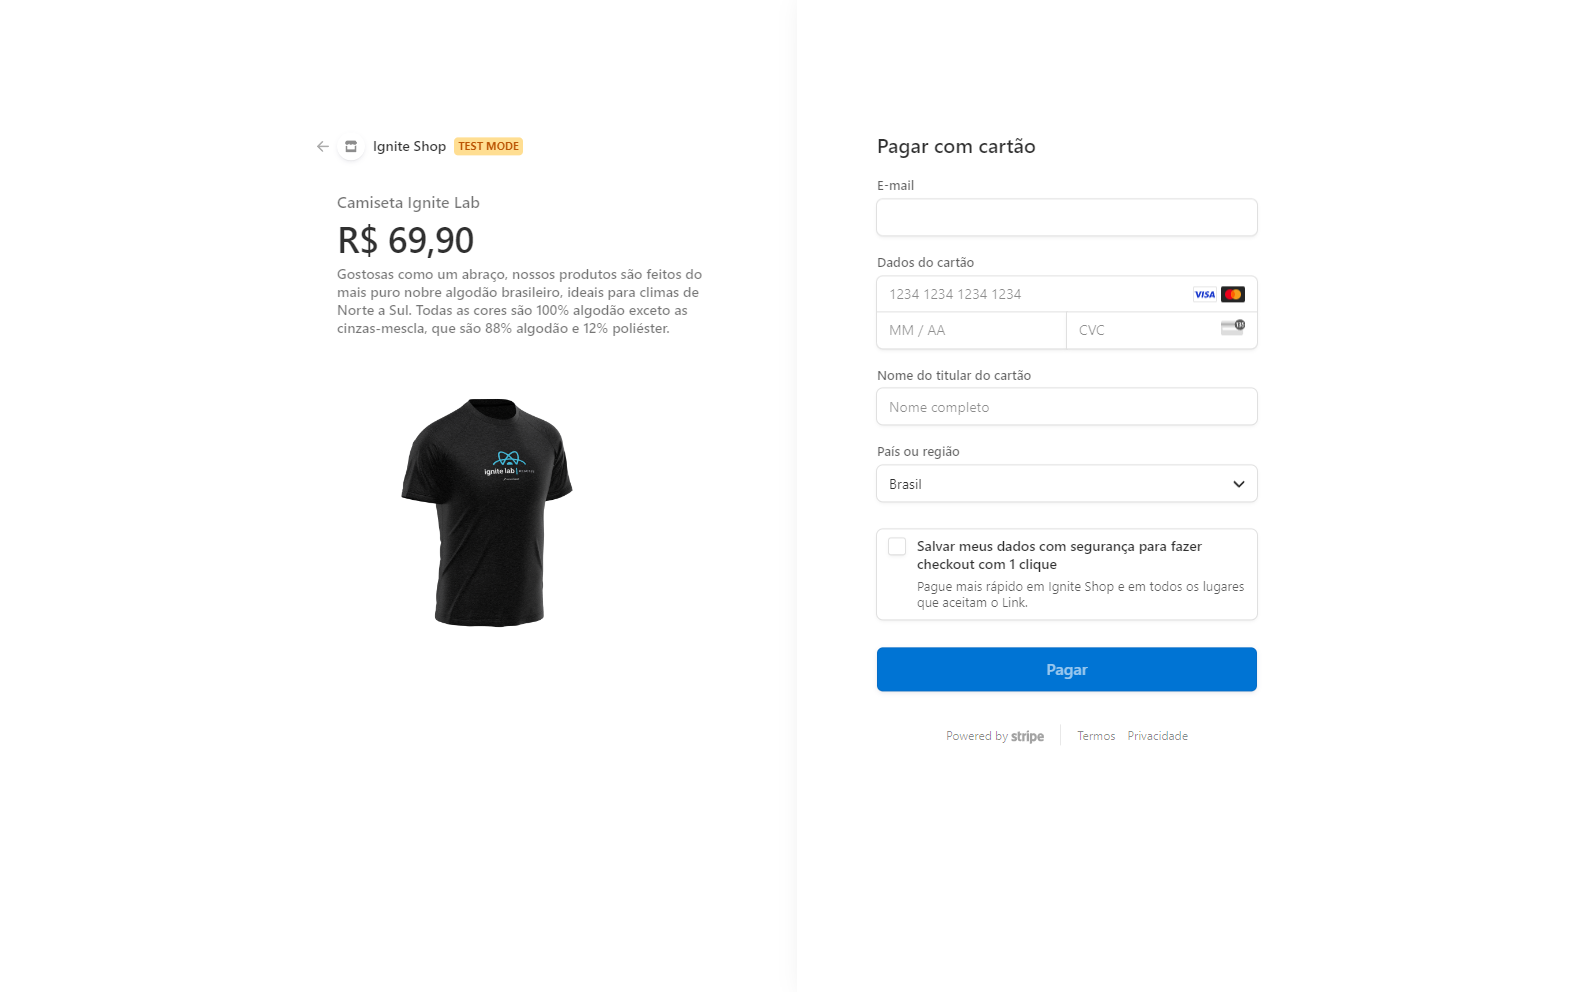 Ignite Shop TEST MODE
Camiseta Ignite Lab
R$ 69,90
Gostosas como um abraço, nossos produtos são feitos do
mais puro nobre algodão brasileiro, ideais para climas de
Norte a Sul. Todas as cores são 100% algodão exceto as
cinzas-mescla, que são 88% algodão e 12% poliéster.
ignite lab
Pagar com cartão
E-mail
Dados do cartão
1234 1234 1234 1234 VISA
MM / AA CVC
Nome do titular do cartão
Nome completo
País ou região
Brasil
Salvar meus dados com segurança para fazer
checkout com 1 clique
Pague mais rápido em Ignite Shop e em todos os lugares
que aceitam o Link.
Pagar
Powered by stripe Termos Privacidade